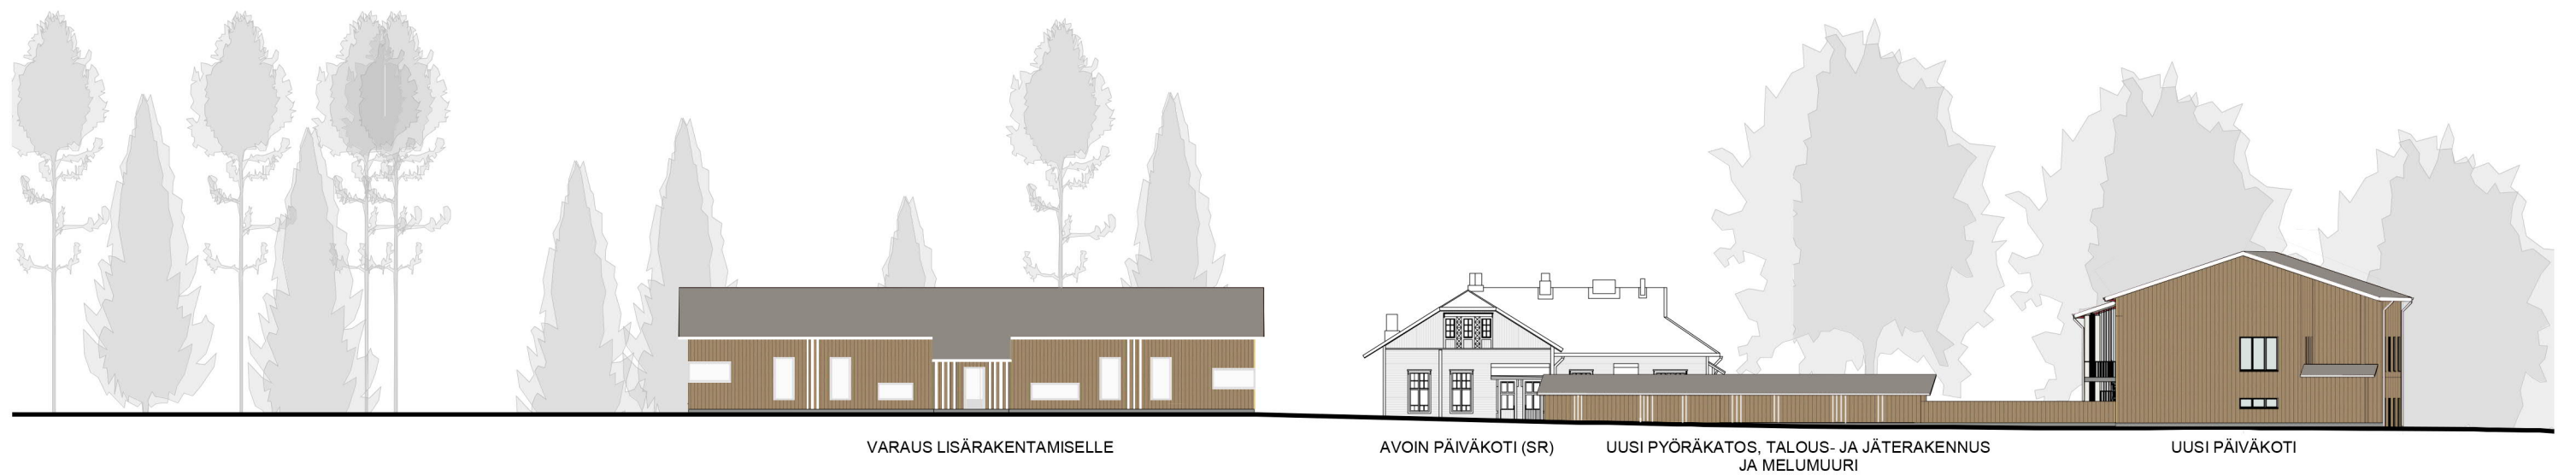 VARAUS LISÄRAKENTAMISELLE
AVOIN PÄIVÄKOTI (SR)
UUSI PYÖRÄKATOS, TALOUS- JA JÄTERAKENNUS
JA MELUMUURI
UUSI PÄIVÄKOTI